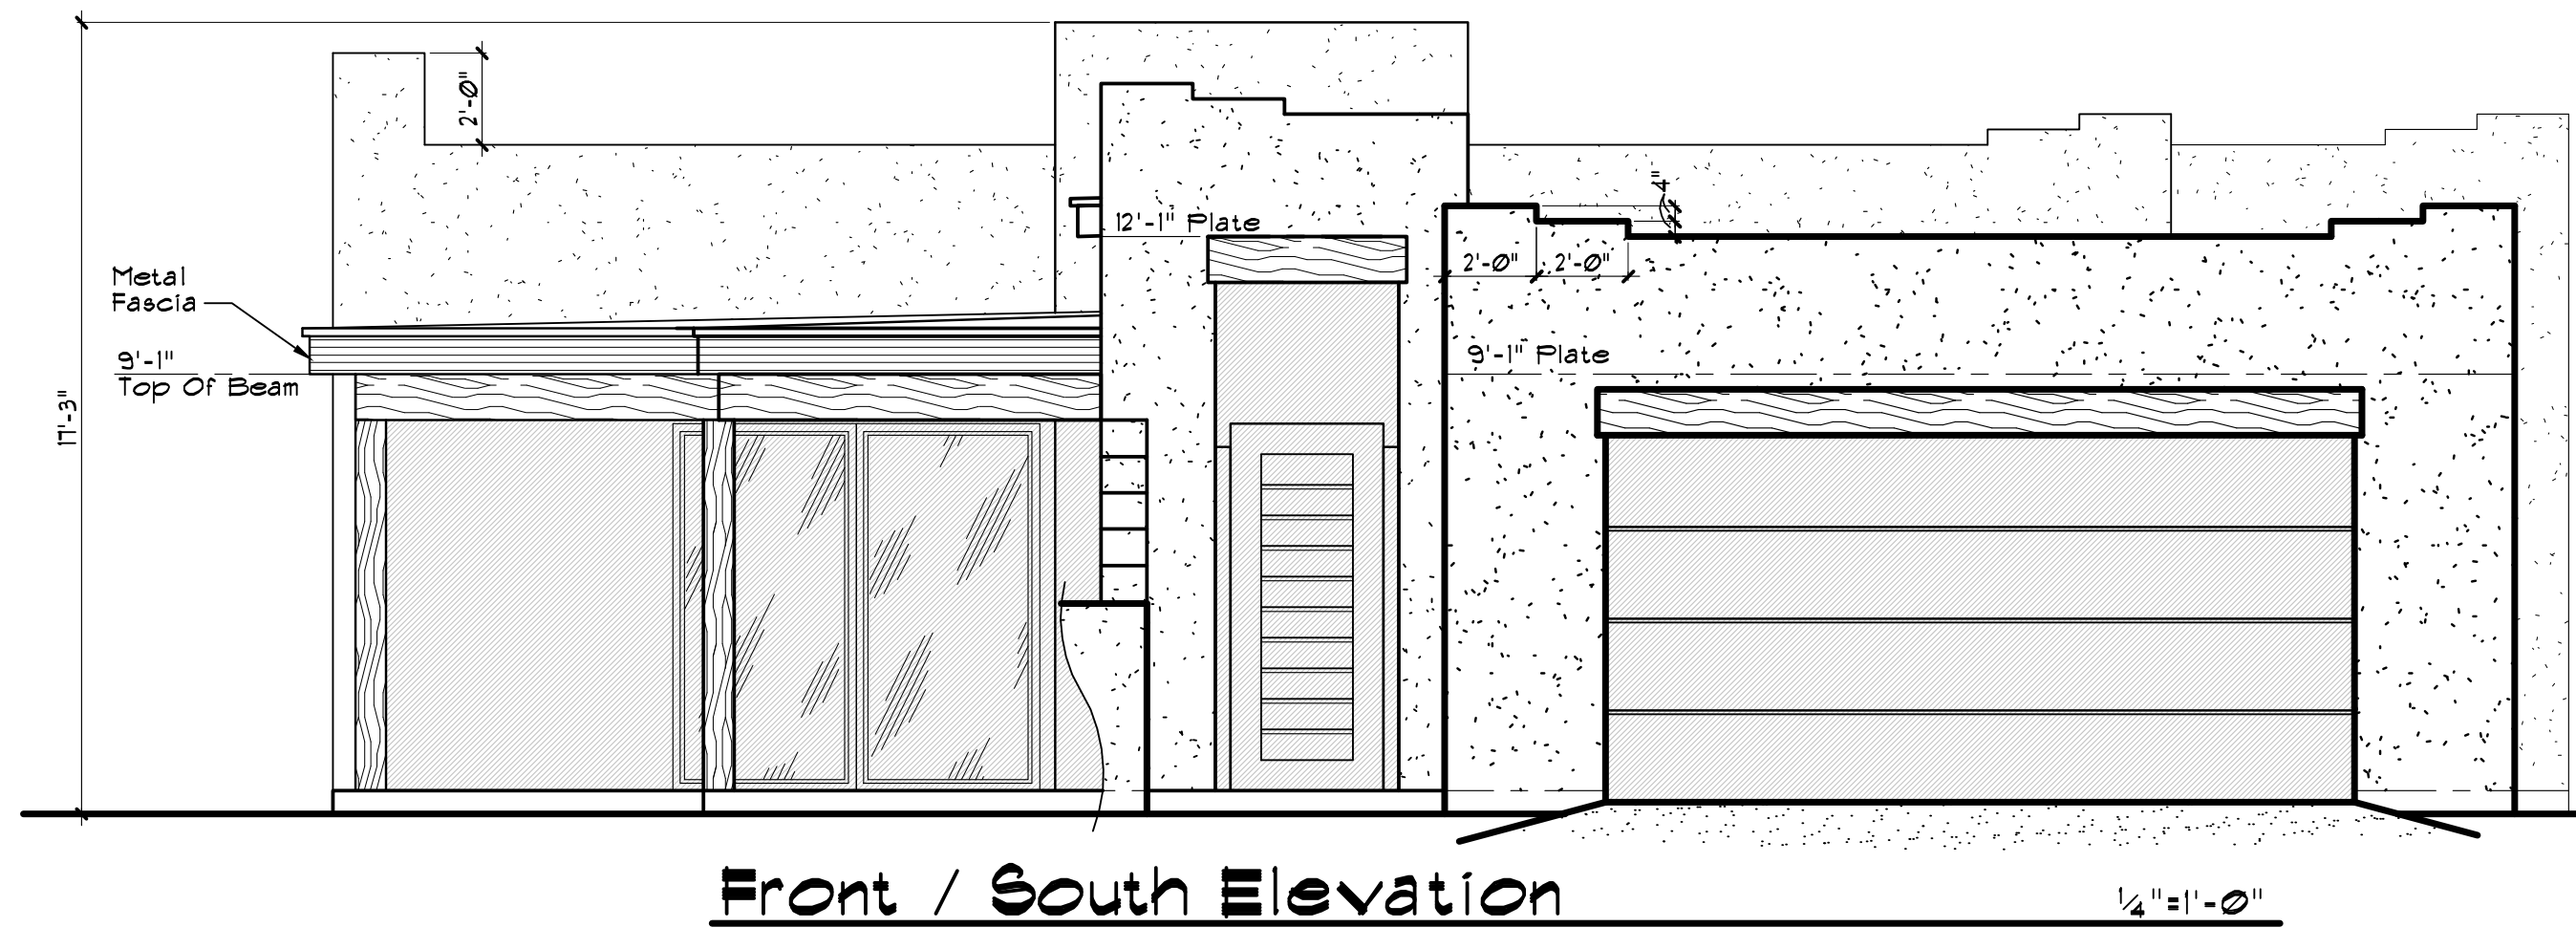 2'-0"
4"
12'-1" Plate
2'-0" 2'-0"
Metal
Fascia
9'-1"
Top Of Beam
9'-1" Plate
17'-3"
Front / South Elevation
1/4"=1'-0"